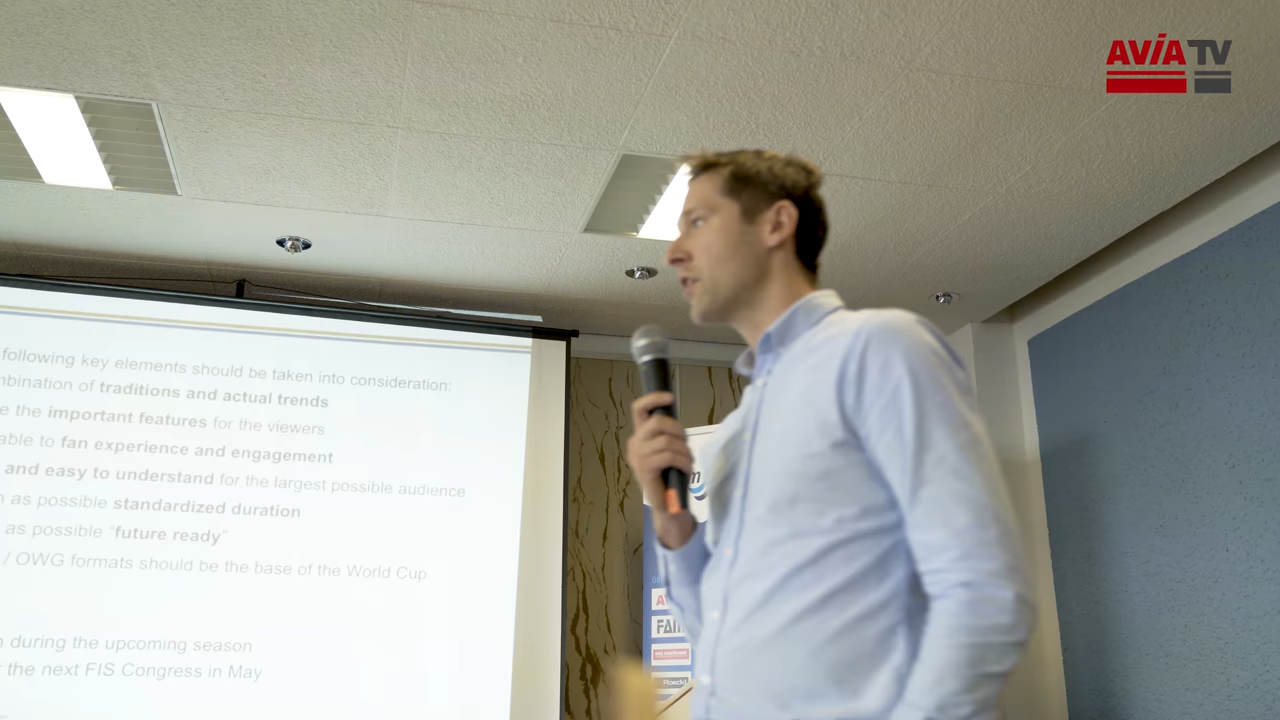 AViA TV
following key elements should be taken into consideration:
mbination of traditions and actual trends
e the important features for the viewers
able to fan experience and engagement
and easy to understand for the largest possible audience
as possible standardized duration
as possible "future ready"
/ OWG formats should be the base of the World Cup
during the upcoming season
the next FIS Congress in May
m
Roeckl